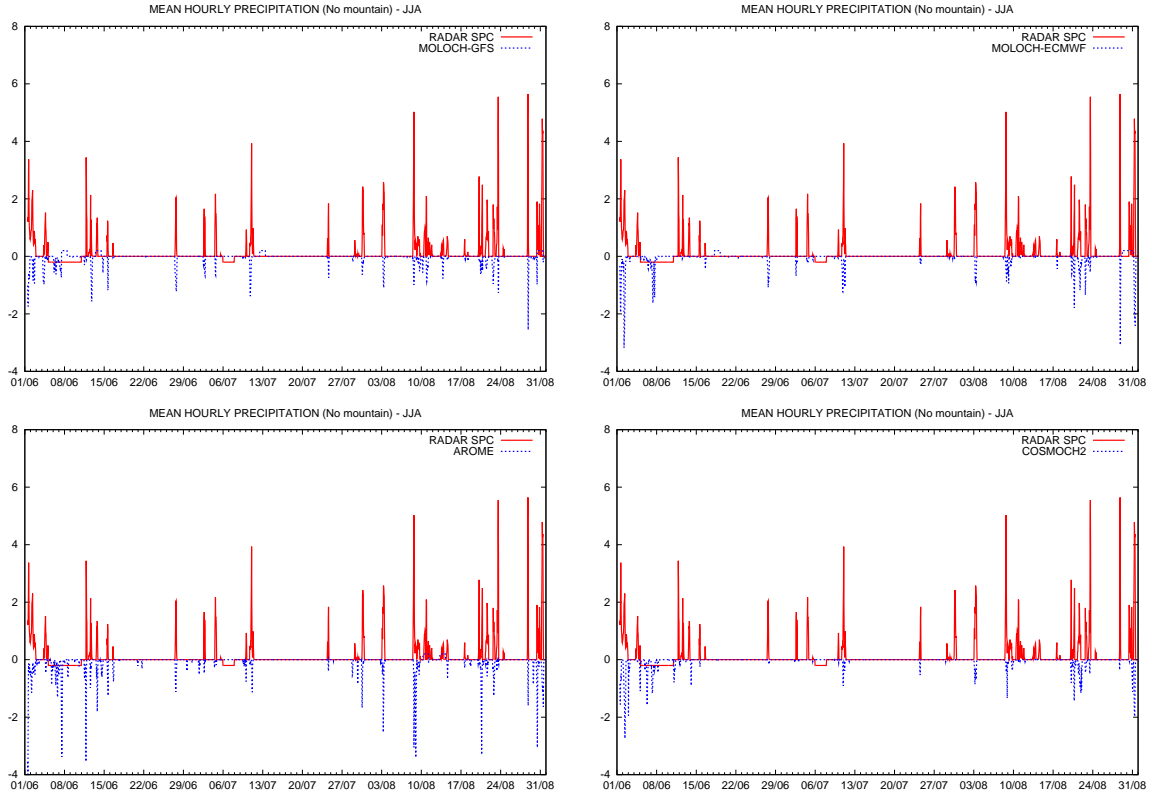 MEAN HOURLY PRECIPITATION (No mountain) - JJA
RADAR SPC
MOLOCH-GFS
8
6
4
2
0
-2
-4
01/06 08/06 15/06 22/06 29/06 06/07 13/07 20/07 27/07 03/08 10/08 17/08 24/08 31/08
MEAN HOURLY PRECIPITATION (No mountain) - JJA
RADAR SPC
MOLOCH-ECMWF
8
6
4
2
0
-2
-4
01/06 08/06 15/06 22/06 29/06 06/07 13/07 20/07 27/07 03/08 10/08 17/08 24/08 31/08
MEAN HOURLY PRECIPITATION (No mountain) - JJA
RADAR SPC
AROME
8
6
4
2
0
-2
-4
01/06 08/06 15/06 22/06 29/06 06/07 13/07 20/07 27/07 03/08 10/08 17/08 24/08 31/08
MEAN HOURLY PRECIPITATION (No mountain) - JJA
RADAR SPC
COSMOCH2
8
6
4
2
0
-2
-4
01/06 08/06 15/06 22/06 29/06 06/07 13/07 20/07 27/07 03/08 10/08 17/08 24/08 31/08